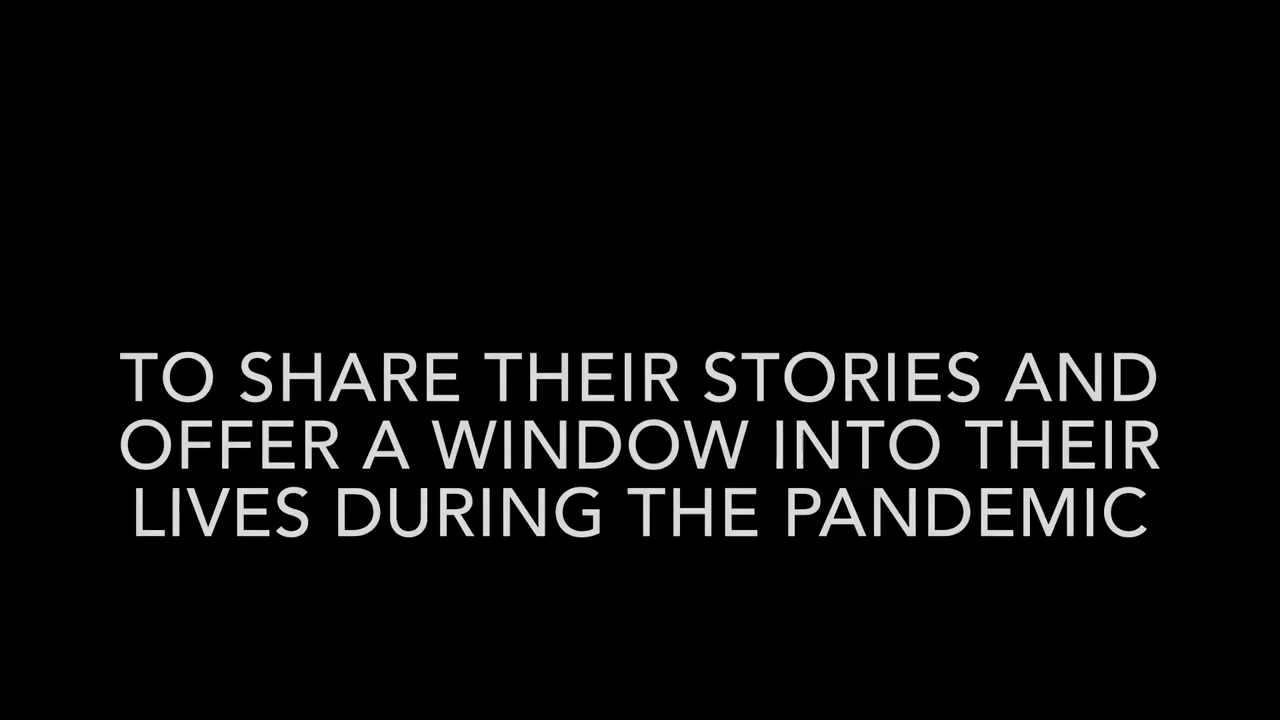 TO SHARE THEIR STORIES AND
OFFER A WINDOW INTO THEIR
LIVES DURING THE PANDEMIC